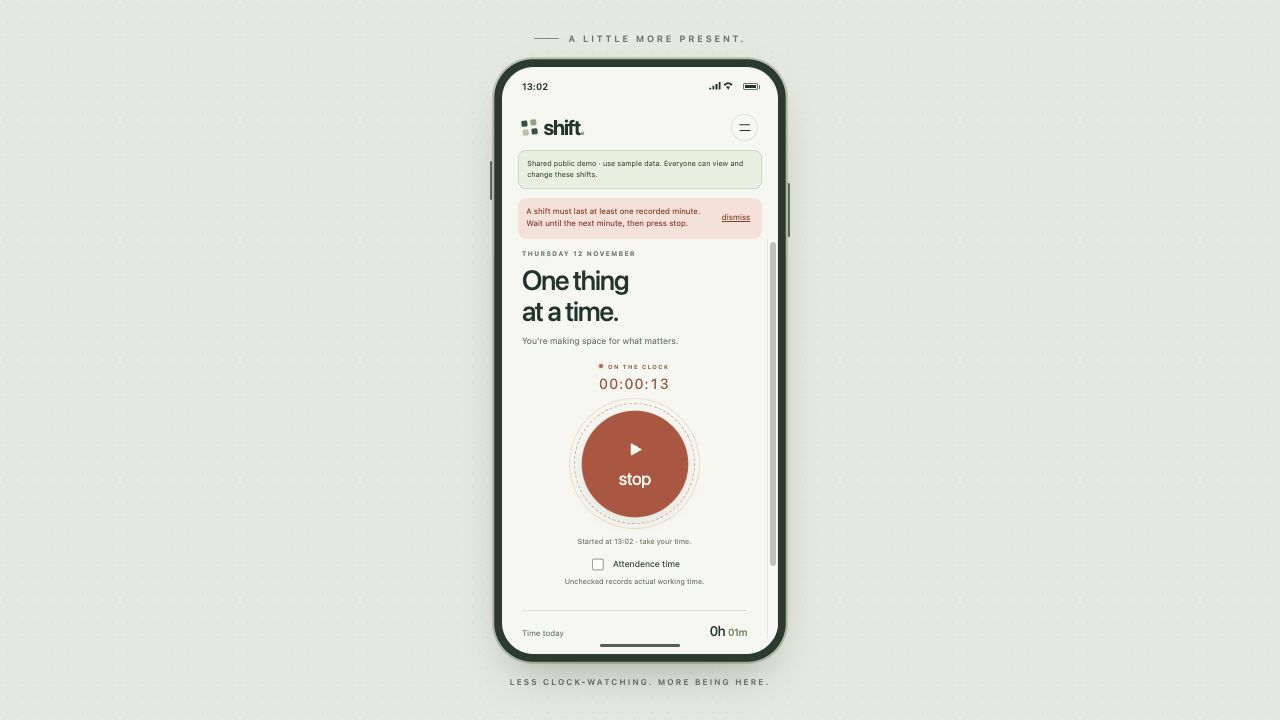 A LITTLE MORE PRESENT.
13:02
shift.
Shared public demo · use sample data. Everyone can view and
change these shifts.
A shift must last at least one recorded minute.
Wait until the next minute, then press stop.
dismiss
THURSDAY 12 NOVEMBER
One thing
at a time.
You're making space for what matters.
ON THE CLOCK
00:00:13
stop
Started at 13:02 · take your time.
Attendence time
Unchecked records actual working time.
Time today 0h 01m
LESS CLOCK-WATCHING. MORE BEING HERE.